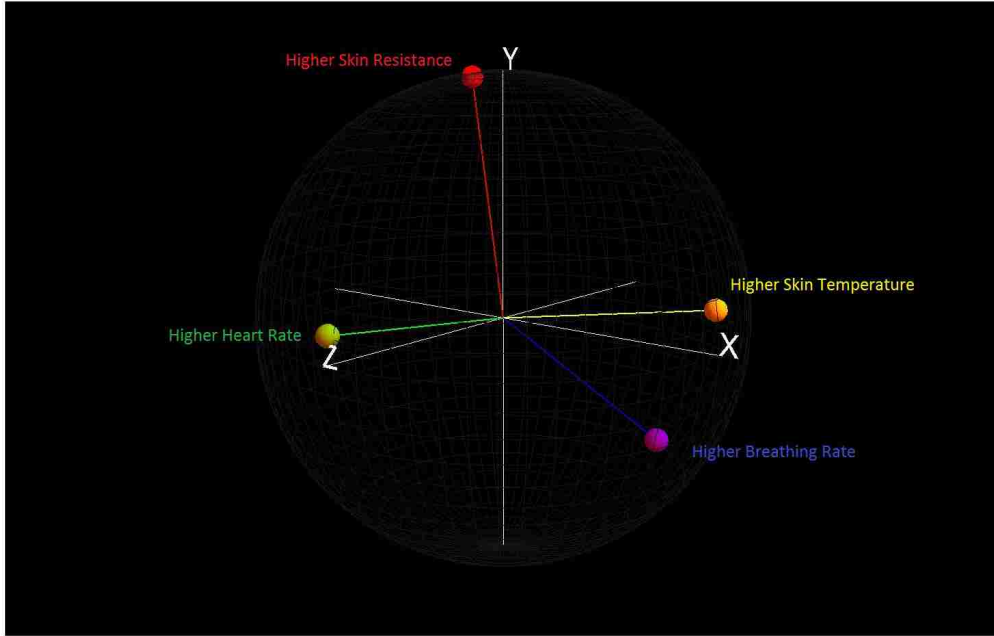 Y
Higher Skin Resistance
Higher Skin Temperature
Higher Heart Rate
Z
X
Higher Breathing Rate